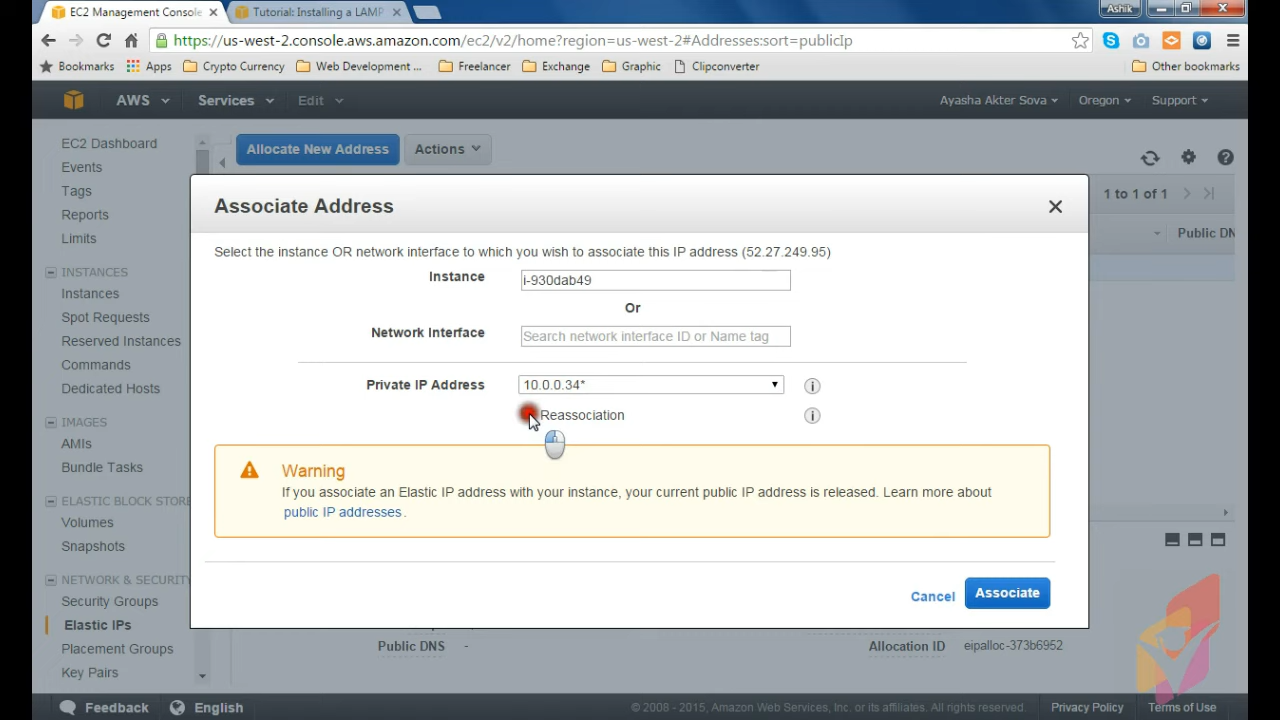 EC2 Management Console
Tutorial: Installing a LAMP
Ashik
https://us-west-2.console.aws.amazon.com/ec2/v2/home?region=us-west-2#Addresses:sort=publicIp
Bookmarks
Apps
Crypto Currency
Web Development ...
Freelancer
Exchange
Graphic
Clipconverter
Other bookmarks
AWS
Services
Edit
Ayasha Akter Sova
Oregon
Support
EC2 Dashboard
Events
Tags
Reports
Limits
INSTANCES
Instances
Spot Requests
Reserved Instances
Commands
Dedicated Hosts
IMAGES
AMIs
Bundle Tasks
ELASTIC BLOCK STORE
Volumes
Snapshots
NETWORK & SECURITY
Security Groups
Elastic IPs
Placement Groups
Key Pairs
Allocate New Address
Actions
1 to 1 of 1
Public DN
Associate Address
Select the instance OR network interface to which you wish to associate this IP address (52.27.249.95)
Instance
i-930dab49
Or
Network Interface
Search network interface ID or Name tag
Private IP Address
10.0.0.34*
Reassociation
Warning
If you associate an Elastic IP address with your instance, your current public IP address is released. Learn more about
public IP addresses.
Cancel
Associate
Public DNS
-
Allocation ID
eipalloc-373b6952
Feedback
English
© 2008 - 2015, Amazon Web Services, Inc. or its affiliates. All rights reserved.
Privacy Policy
Terms of Use